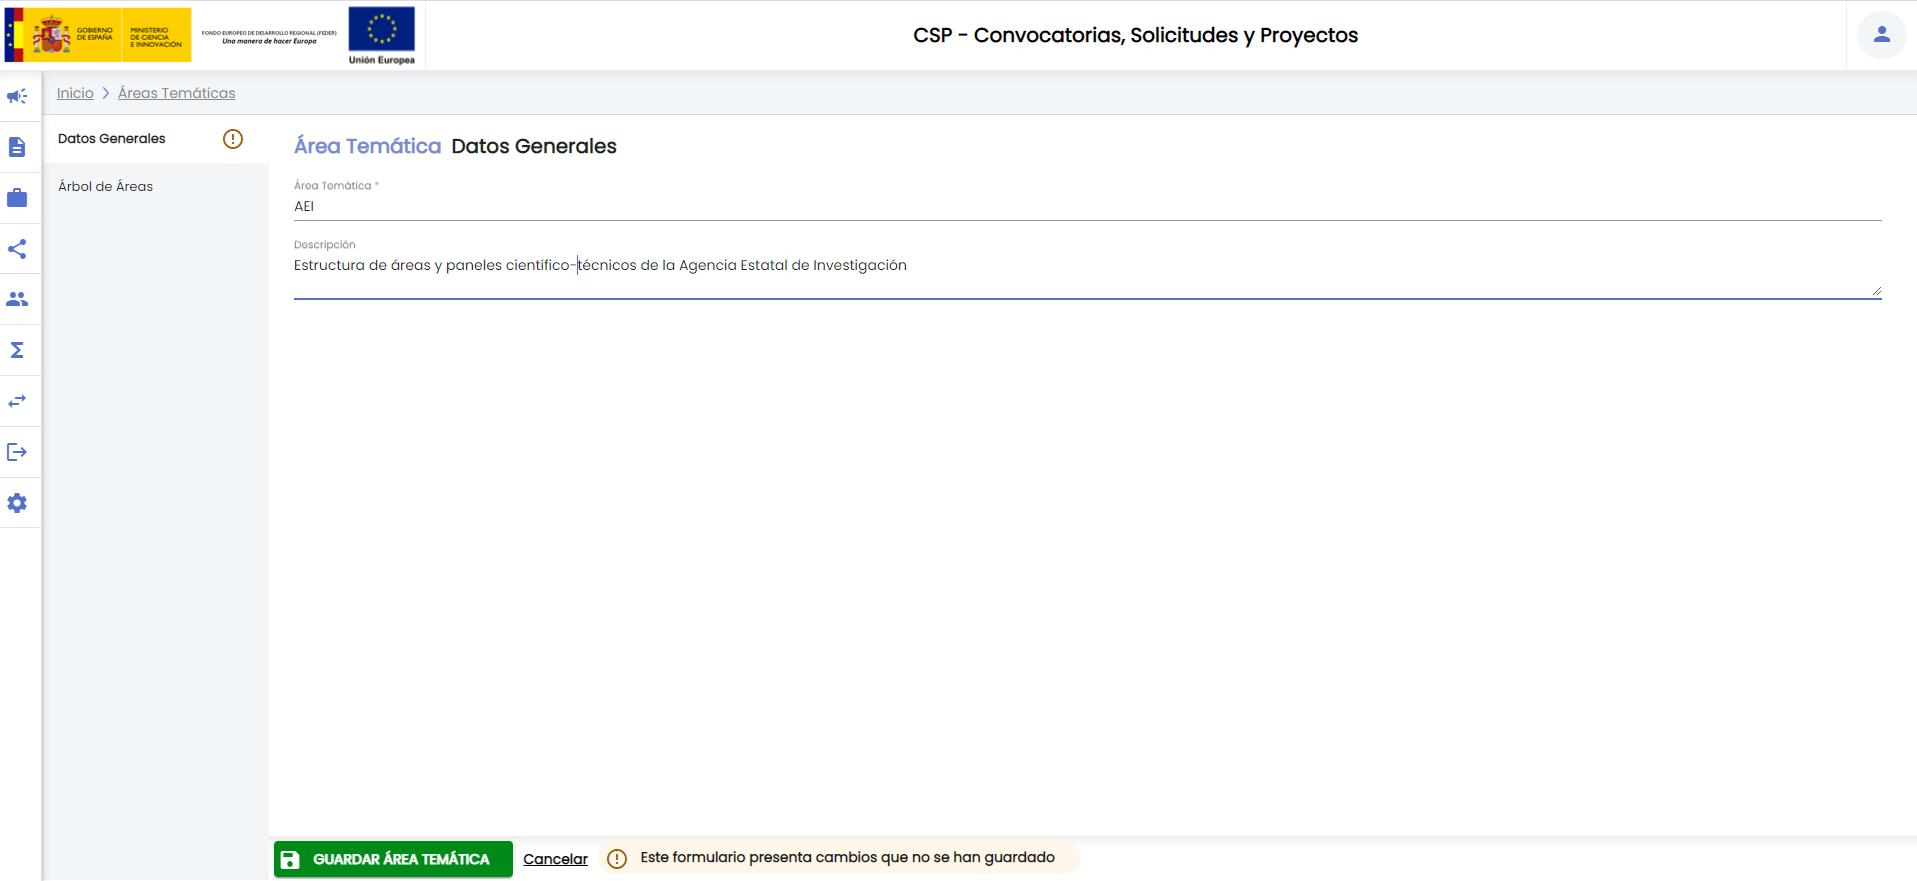 GOBIERNO
DE ESPAÑA
MINISTERIO
DE CIENCIA
E INNOVACIÓN
FONDO EUROPEO DE DESARROLLO REGIONAL (FEDER)
Una manera de hacer Europa
Unión Europea
CSP - Convocatorias, Solicitudes y Proyectos
Inicio > Áreas Temáticas
Datos Generales
Árbol de Áreas
Área Temática Datos Generales
Área Temática *
AEI
Descripción
Estructura de áreas y paneles científico-técnicos de la Agencia Estatal de Investigación
GUARDAR ÁREA TEMÁTICA
Cancelar
Este formulario presenta cambios que no se han guardado